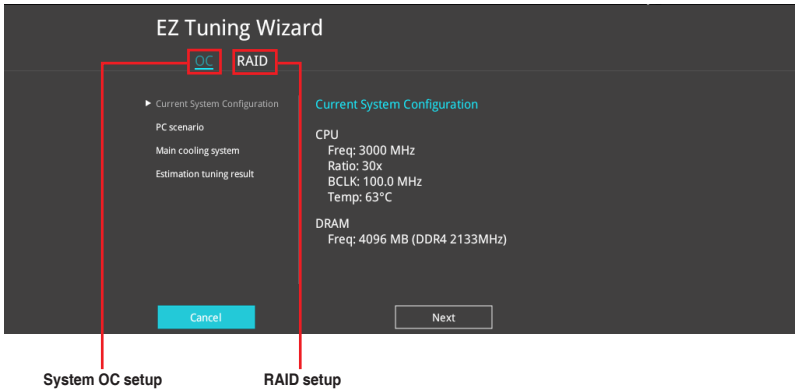 EZ Tuning Wizard
OC RAID
Current System Configuration
PC scenario
Main cooling system
Estimation tuning result
Current System Configuration
CPU
Freq: 3000 MHz
Ratio: 30x
BCLK: 100.0 MHz
Temp: 63°C
DRAM
Freq: 4096 MB (DDR4 2133MHz)
Cancel
Next
System OC setup
RAID setup